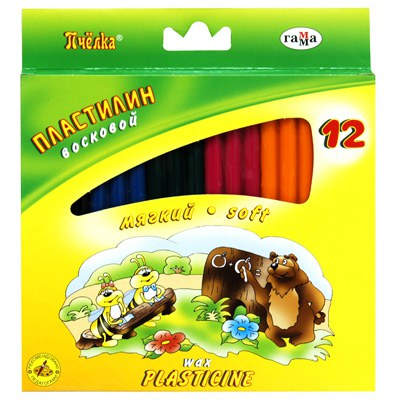 Пчёлка®
гамма
ПЛАСТИЛИН
восковой
12
мягкий • soft
wax
PLASTICINE